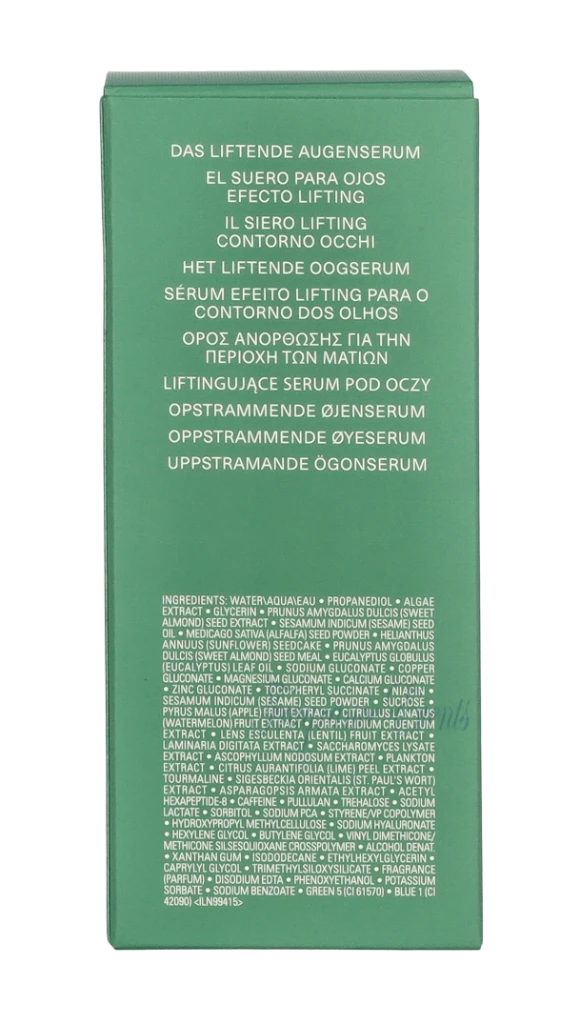 DAS LIFTENDE AUGENSERUM
EL SUERO PARA OJOS
EFECTO LIFTING
IL SIERO LIFTING
CONTORNO OCCHI
HET LIFTENDE OOGSERUM
SÉRUM EFEITO LIFTING PARA O
CONTORNO DOS OLHOS
ΟΡΟΣ ΑΝΟΡΘΩΣΗΣ ΓΙΑ ΤΗΝ
ΠΕΡΙΟΧΗ ΤΩΝ ΜΑΤΙΩΝ
LIFTINGUJĄCE SERUM POD OCZY
OPSTRAMMENDE ØJENSERUM
OPPSTRAMMENDE ØYESERUM
UPPSTRAMANDE ÖGONSERUM
INGREDIENTS: WATER\AQUA\EAU • PROPANEDIOL • ALGAE
EXTRACT • GLYCERIN • PRUNUS AMYGDALUS DULCIS (SWEET
ALMOND) SEED EXTRACT • SESAMUM INDICUM (SESAME) SEED
OIL • MEDICAGO SATIVA (ALFALFA) SEED POWDER • HELIANTHUS
ANNUUS (SUNFLOWER) SEEDCAKE • PRUNUS AMYGDALUS
DULCIS (SWEET ALMOND) SEED MEAL • EUCALYPTUS GLOBULUS
(EUCALYPTUS) LEAF OIL • SODIUM GLUCONATE • COPPER
GLUCONATE • MAGNESIUM GLUCONATE • CALCIUM GLUCONATE
• ZINC GLUCONATE • TOCOPHERYL SUCCINATE • NIACIN •
SESAMUM INDICUM (SESAME) SEED POWDER • SUCROSE •
PYRUS MALUS (APPLE) FRUIT EXTRACT • CITRULLUS LANATUS
(WATERMELON) FRUIT EXTRACT • PORPHYRIDIUM CRUENTUM
EXTRACT • LENS ESCULENTA (LENTIL) FRUIT EXTRACT •
LAMINARIA DIGITATA EXTRACT • SACCHAROMYCES LYSATE
EXTRACT • ASCOPHYLLUM NODOSUM EXTRACT • PLANKTON
EXTRACT • CITRUS AURANTIFOLIA (LIME) PEEL EXTRACT •
TOURMALINE • SIGESBECKIA ORIENTALIS (ST. PAUL'S WORT)
EXTRACT • ASPARAGOPSIS ARMATA EXTRACT • ACETYL
HEXAPEPTIDE-8 • CAFFEINE • PULLULAN • TREHALOSE • SODIUM
LACTATE • SORBITOL • SODIUM PCA • STYRENE/VP COPOLYMER
• HYDROXYPROPYL METHYLCELLULOSE • SODIUM HYALURONATE
• HEXYLENE GLYCOL • BUTYLENE GLYCOL • VINYL DIMETHICONE/
METHICONE SILSESQUIOXANE CROSSPOLYMER • ALCOHOL DENAT.
• XANTHAN GUM • ISODODECANE • ETHYLHEXYLGLYCERIN •
CAPRYLYL GLYCOL • TRIMETHYLSILOXYSILICATE • FRAGRANCE
(PARFUM) • DISODIUM EDTA • PHENOXYETHANOL • POTASSIUM
SORBATE • SODIUM BENZOATE • GREEN 5 (CI 61570) • BLUE 1 (CI
42090) <ILN99415>